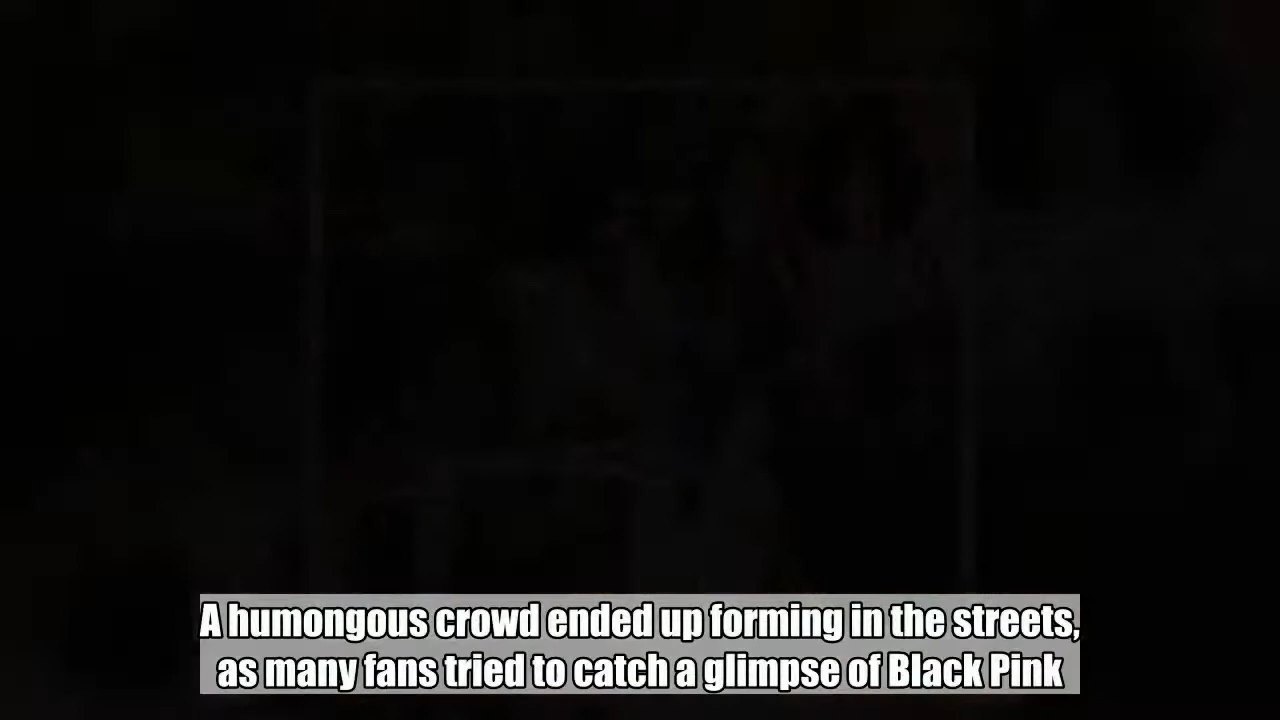 A humongous crowd ended up forming in the streets,
as many fans tried to catch a glimpse of Black Pink